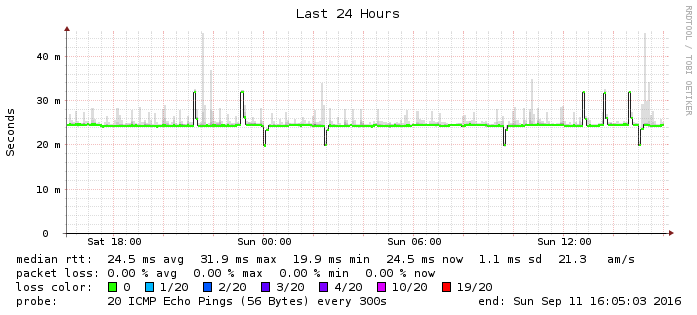 Last 24 Hours
RRDTOOL / TOBI OETIKER
Seconds
40 m
30 m
20 m
10 m
0
Sat 18:00 Sun 00:00 Sun 06:00 Sun 12:00
median rtt: 24.5 ms avg 31.9 ms max 19.9 ms min 24.5 ms now 1.1 ms sd 21.3 am/s
packet loss: 0.00 % avg 0.00 % max 0.00 % min 0.00 % now
loss color: 0 1/20 2/20 3/20 4/20 10/20 19/20
probe: 20 ICMP Echo Pings (56 Bytes) every 300s end: Sun Sep 11 16:05:03 2016